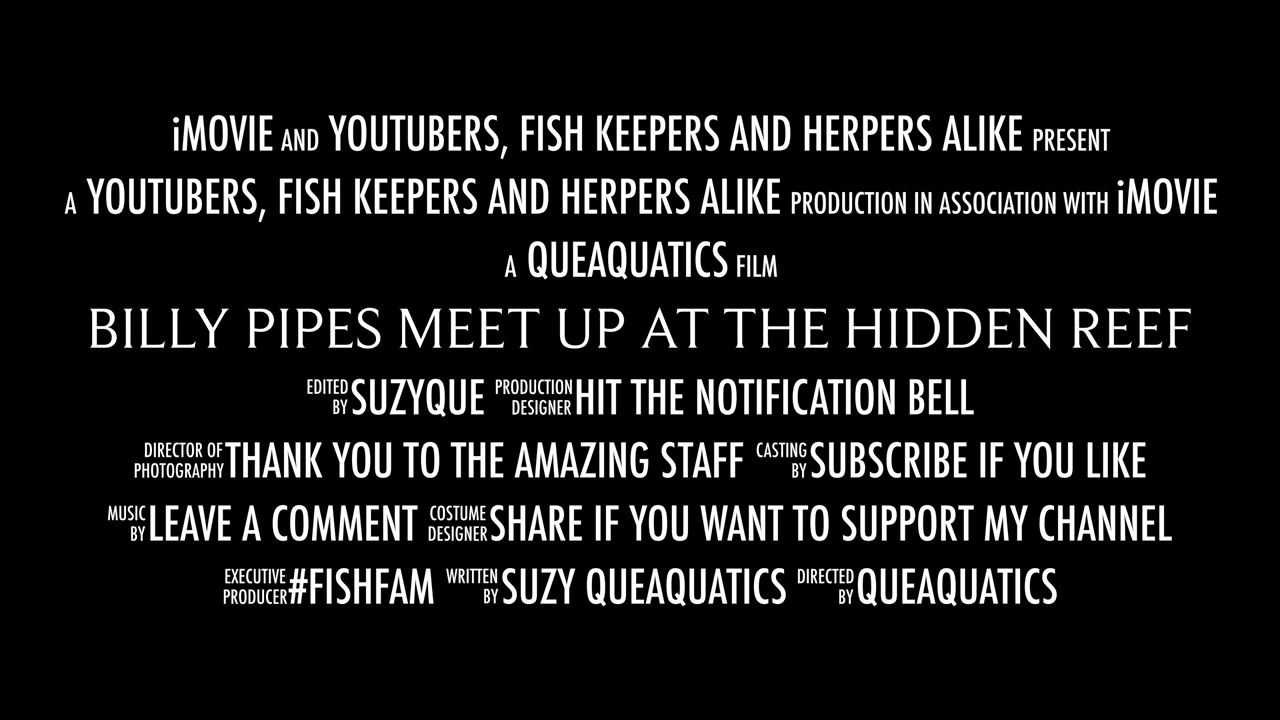 iMOVIE AND YOUTUBERS, FISH KEEPERS AND HERPERS ALIKE PRESENT
A YOUTUBERS, FISH KEEPERS AND HERPERS ALIKE PRODUCTION IN ASSOCIATION WITH iMOVIE
A QUEAQUATICS FILM
BILLY PIPES MEET UP AT THE HIDDEN REEF
EDITED BY SUZYQUE PRODUCTION DESIGNER HIT THE NOTIFICATION BELL
DIRECTOR OF PHOTOGRAPHY THANK YOU TO THE AMAZING STAFF CASTING BY SUBSCRIBE IF YOU LIKE
MUSIC BY LEAVE A COMMENT COSTUME DESIGNER SHARE IF YOU WANT TO SUPPORT MY CHANNEL
EXECUTIVE PRODUCER #FISHFAM WRITTEN BY SUZY QUEAQUATICS DIRECTED BY QUEAQUATICS